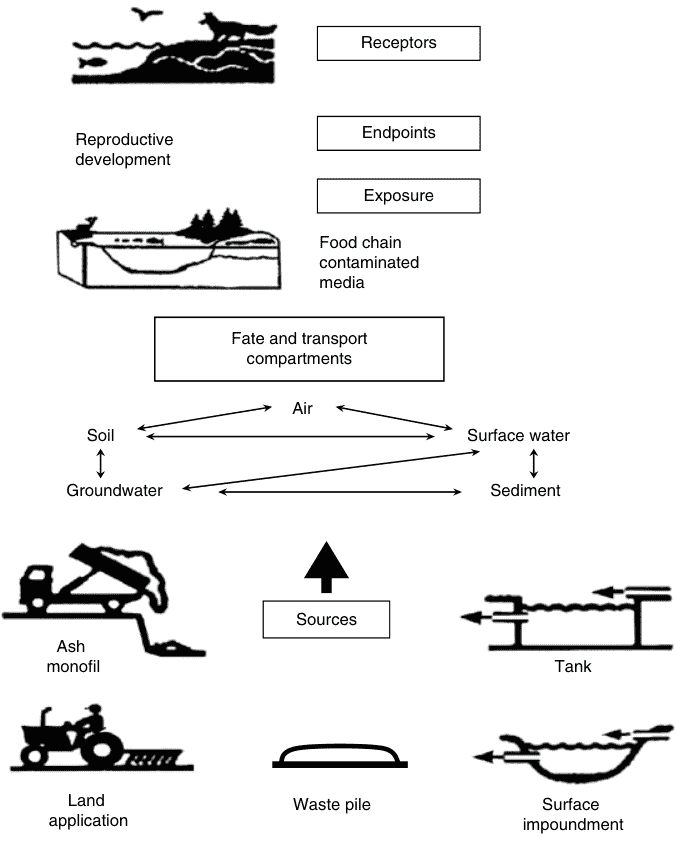 Receptors
Reproductive
development
Endpoints
Exposure
Food chain
contaminated
media
Fate and transport
compartments
Air
Soil
Surface water
Groundwater
Sediment
Sources
Ash
monofil
Tank
Land
application
Waste pile
Surface
impoundment